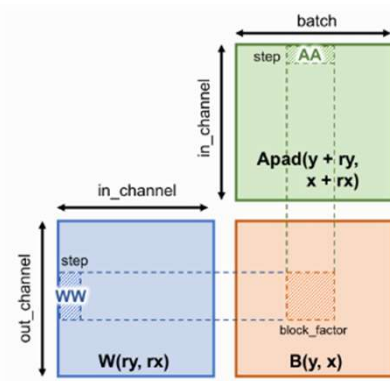 batch
step AA
in_channel
Apad(y + ry,
x + rx)
in_channel
step
WW
out_channel
block_factor
W(ry, rx)
B(y, x)